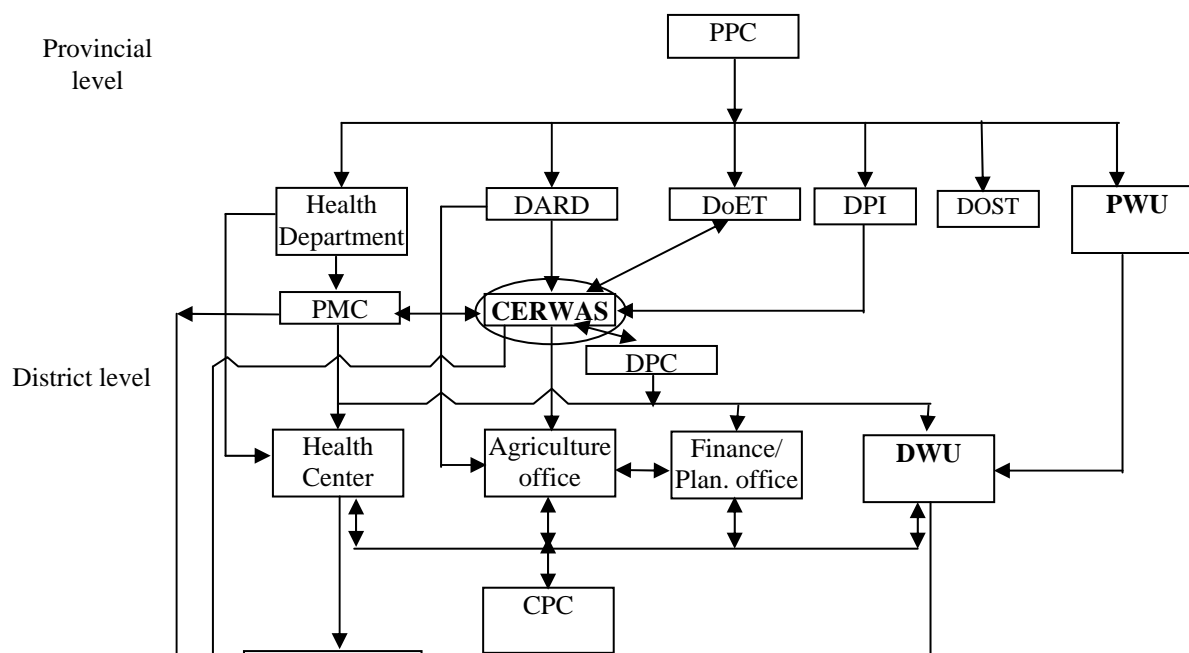 PPC
Provincial
level
Health
Department
DARD
DoET
DPI
DOST
PWU
PMC
CERWAS
DPC
District level
Health
Center
Agriculture
office
Finance/
Plan. office
DWU
CPC